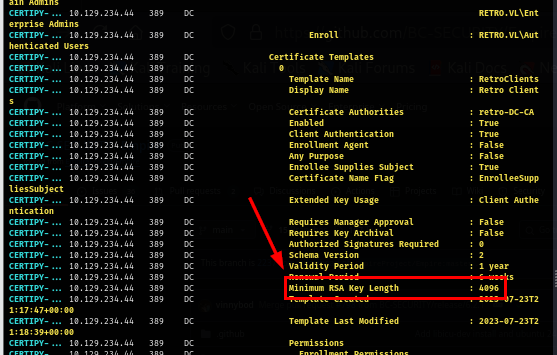 ain Admins
CERTIPY-... 10.129.234.44 389 DC RETRO.VL\Ent
erprise Admins
CERTIPY-... 10.129.234.44 389 DC Enroll : RETRO.VL\Aut
henticated Users
CERTIPY-... 10.129.234.44 389 DC Certificate Templates
CERTIPY-... 10.129.234.44 389 DC 0
CERTIPY-... 10.129.234.44 389 DC Template Name : RetroClients
CERTIPY-... 10.129.234.44 389 DC Display Name : Retro Client
s
CERTIPY-... 10.129.234.44 389 DC Certificate Authorities : retro-DC-CA
CERTIPY-... 10.129.234.44 389 DC Enabled : True
CERTIPY-... 10.129.234.44 389 DC Client Authentication : True
CERTIPY-... 10.129.234.44 389 DC Enrollment Agent : False
CERTIPY-... 10.129.234.44 389 DC Any Purpose : False
CERTIPY-... 10.129.234.44 389 DC Enrollee Supplies Subject : True
CERTIPY-... 10.129.234.44 389 DC Certificate Name Flag : EnrolleeSupp
liesSubject
CERTIPY-... 10.129.234.44 389 DC Extended Key Usage : Client Authe
ntication
CERTIPY-... 10.129.234.44 389 DC Requires Manager Approval : False
CERTIPY-... 10.129.234.44 389 DC Requires Key Archival : False
CERTIPY-... 10.129.234.44 389 DC Authorized Signatures Required : 0
CERTIPY-... 10.129.234.44 389 DC Schema Version : 2
CERTIPY-... 10.129.234.44 389 DC Validity Period : 1 year
CERTIPY-... 10.129.234.44 389 DC Renewal Period : 6 weeks
CERTIPY-... 10.129.234.44 389 DC Minimum RSA Key Length : 4096
CERTIPY-... 10.129.234.44 389 DC Template Created : 2023-07-23T2
1:17:47+00:00
CERTIPY-... 10.129.234.44 389 DC Template Last Modified : 2023-07-23T2
1:18:39+00:00
CERTIPY-... 10.129.234.44 389 DC Permissions
CERTIPY-... 10.129.234.44 389 DC Enrollment Permissions